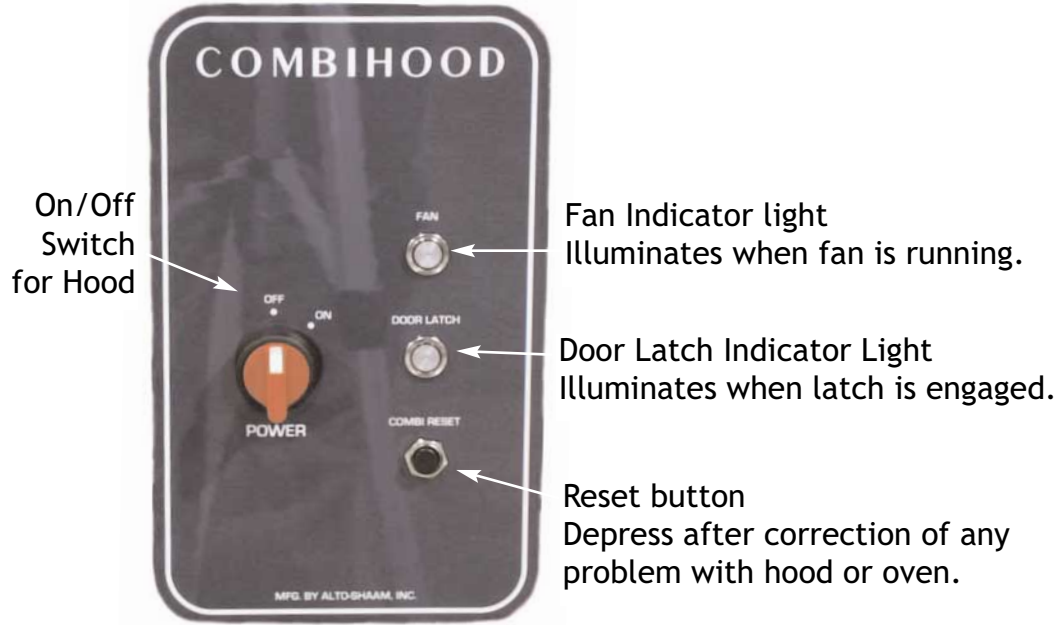 COMBIHOOD
On/Off
Switch
for Hood
FAN
Fan Indicator light
Illuminates when fan is running.
OFF
ON
DOOR LATCH
Door Latch Indicator Light
Illuminates when latch is engaged.
POWER
COMBI RESET
Reset button
Depress after correction of any
problem with hood or oven.
MFG. BY ALTO-SHAAM, INC.